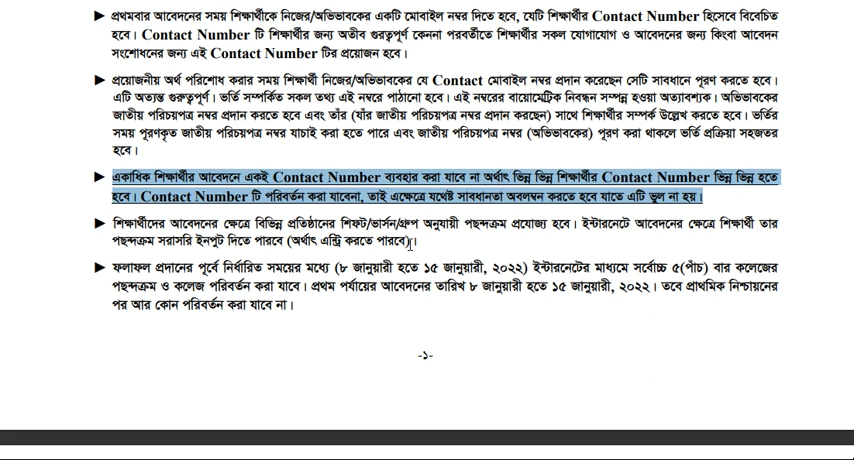 ► প্রথমবার আবেদনের সময় শিক্ষার্থীকে নিজের/অভিভাবকের একটি মোবাইল নম্বর দিতে হবে, যেটি শিক্ষার্থীর Contact Number হিসেবে বিবেচিত
হবে। Contact Number টি শিক্ষার্থীর জন্য অতীব গুরত্বপূর্ণ কেননা পরবর্তীতে শিক্ষার্থীর সকল যোগাযোগ ও আবেদনের জন্য কিংবা আবেদন
সংশোধনের জন্য এই Contact Number টির প্রয়োজন হবে।
► প্রয়োজনীয় অর্থ পরিশোধ করার সময় শিক্ষার্থী নিজের/অভিভাবকের যে Contact মোবাইল নম্বর প্রদান করেছেন সেটি সাবধানে পূরণ করতে হবে।
এটি অত্যন্ত গুরুত্বপূর্ণ। ভর্তি সম্পর্কিত সকল তথ্য এই নম্বরে পাঠানো হবে। এই নম্বরের বায়োমেট্রিক নিবন্ধন সম্পন্ন হওয়া অত্যাবশ্যক। অভিভাবকের
জাতীয় পরিচয়পত্র নম্বর প্রদান করতে হবে এবং তাঁর (যাঁর জাতীয় পরিচয়পত্র নম্বর প্রদান করছেন) সাথে শিক্ষার্থীর সম্পর্ক উল্লেখ করতে হবে। ভর্তির
সময় পূরণকৃত জাতীয় পরিচয়পত্র নম্বর যাচাই করা হতে পারে এবং জাতীয় পরিচয়পত্র নম্বর (অভিভাবকের) পূরণ করা থাকলে ভর্তি প্রক্রিয়া সহজতর
হবে।
► একাধিক শিক্ষার্থীর আবেদনে একই Contact Number ব্যবহার করা যাবে না অর্থাৎ ভিন্ন ভিন্ন শিক্ষার্থীর Contact Number ভিন্ন ভিন্ন হতে
হবে। Contact Number টি পরিবর্তন করা যাবেনা, তাই এক্ষেত্রে যথেষ্ট সাবধানতা অবলম্বন করতে হবে যাতে এটি ভুল না হয়।
► শিক্ষার্থীদের আবেদনের ক্ষেত্রে বিভিন্ন প্রতিষ্ঠানের শিফট/ভার্সন/গ্রুপ অনুযায়ী পছন্দক্রম প্রযোজ্য হবে। ইন্টারনেটে আবেদনের ক্ষেত্রে শিক্ষার্থী তার
পছন্দক্রম সরাসরি ইনপুট দিতে পারবে (অর্থাৎ এন্ট্রি করতে পারবে)।
► ফলাফল প্রদানের পূর্বে নির্ধারিত সময়ের মধ্যে (৮ জানুয়ারী হতে ১৫ জানুয়ারী, ২০২২) ইন্টারনেটের মাধ্যমে সর্বোচ্চ ৫(পাঁচ) বার কলেজের
পছন্দক্রম ও কলেজ পরিবর্তন করা যাবে। প্রথম পর্যায়ের আবেদনের তারিখ ৮ জানুয়ারী হতে ১৫ জানুয়ারী, ২০২২। তবে প্রাথমিক নিশ্চায়নের
পর আর কোন পরিবর্তন করা যাবে না।
-১-